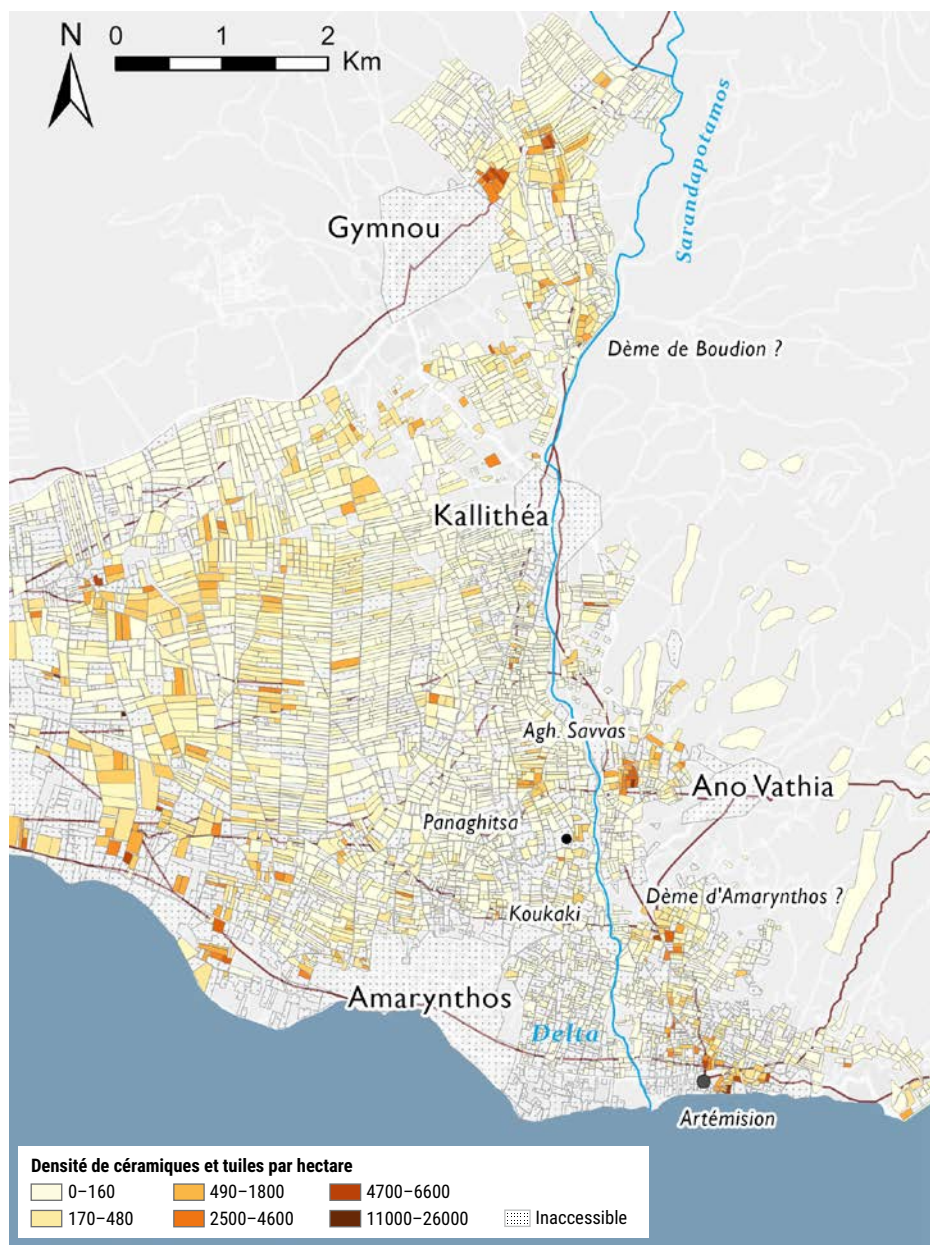 N
0 1 2
Km
Sarandapotamos
Gymnou
Dème de Boudion ?
Kallithéa
Agh. Savvas
Ano Vathia
Panaghitsa
Dème d'Amarynthos ?
Koukaki
Amarynthos
Delta
Artémision
Densité de céramiques et tuiles par hectare
0–160 490–1800 4700–6600
170–480 2500–4600 11000–26000 Inaccessible